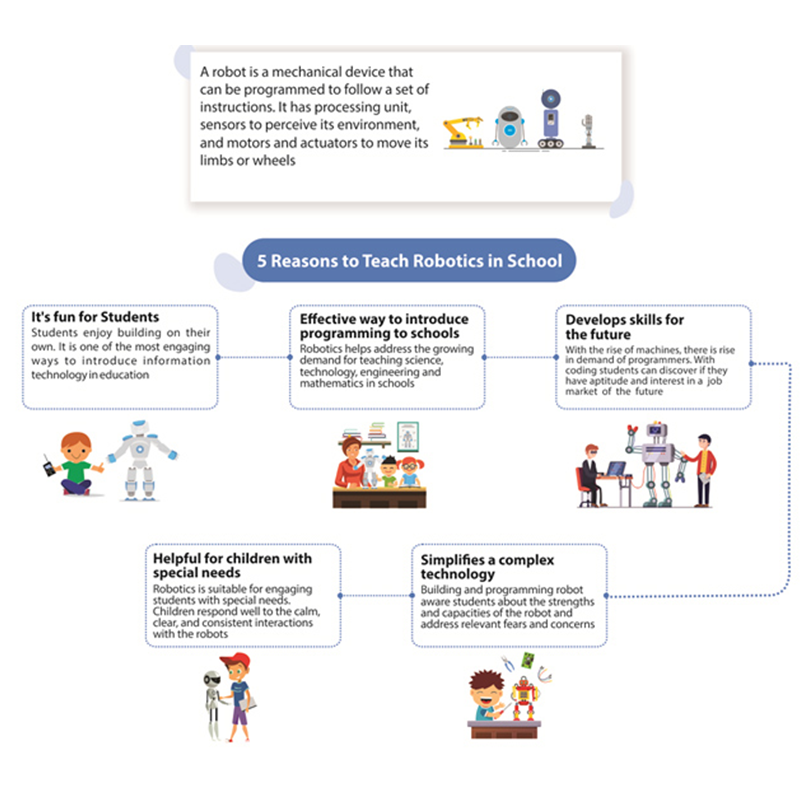 A robot is a mechanical device that
can be programmed to follow a set of
instructions. It has processing unit,
sensors to perceive its environment,
and motors and actuators to move its
limbs or wheels
5 Reasons to Teach Robotics in School
It's fun for Students
Students enjoy building on their
own. It is one of the most engaging
ways to introduce information
technology in education
Effective way to introduce
programming to schools
Robotics helps address the growing
demand for teaching science,
technology, engineering and
mathematics in schools
Develops skills for
the future
With the rise of machines, there is rise
in demand of programmers. With
coding students can discover if they
have aptitude and interest in a job
market of the future
Simplifies a complex
technology
Building and programming robot
aware students about the strengths
and capacities of the robot and
address relevant fears and concerns
Helpful for children with
special needs
Robotics is suitable for engaging
students with special needs.
Children respond well to the calm,
clear, and consistent interactions
with the robots